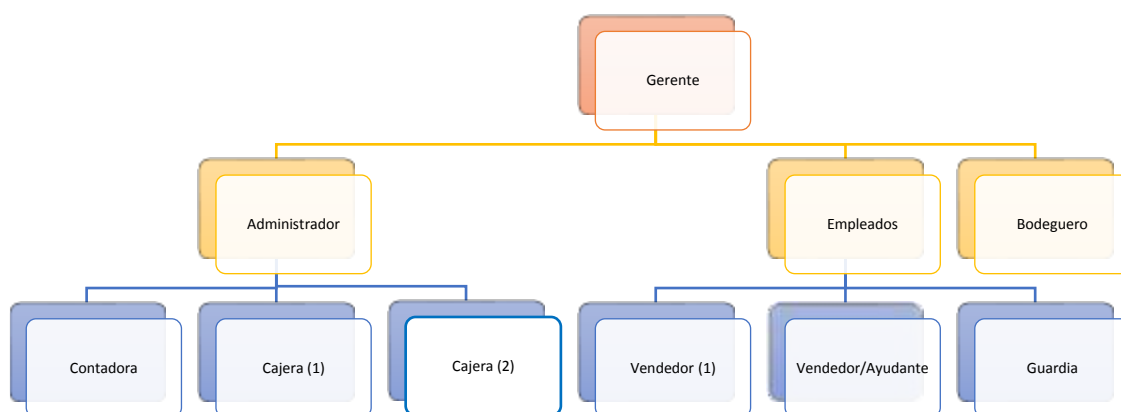 Gerente
Administrador
Empleados
Bodeguero
Contadora
Cajera (1)
Cajera (2)
Vendedor (1)
Vendedor/Ayudante
Guardia